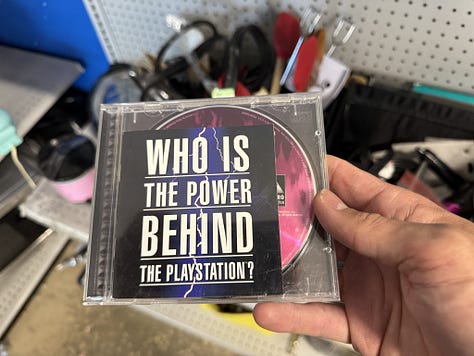 WHO IS
THE POWER
BEHIND
THE PLAYSTATION?